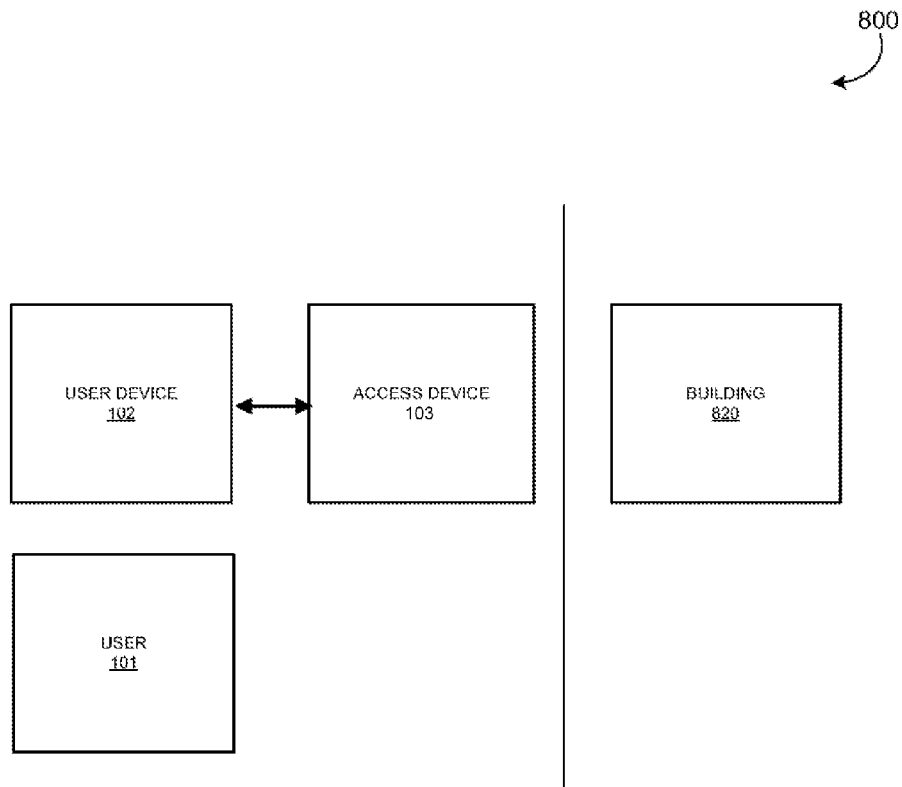 800
USER DEVICE
102
ACCESS DEVICE
103
BUILDING
820
USER
101